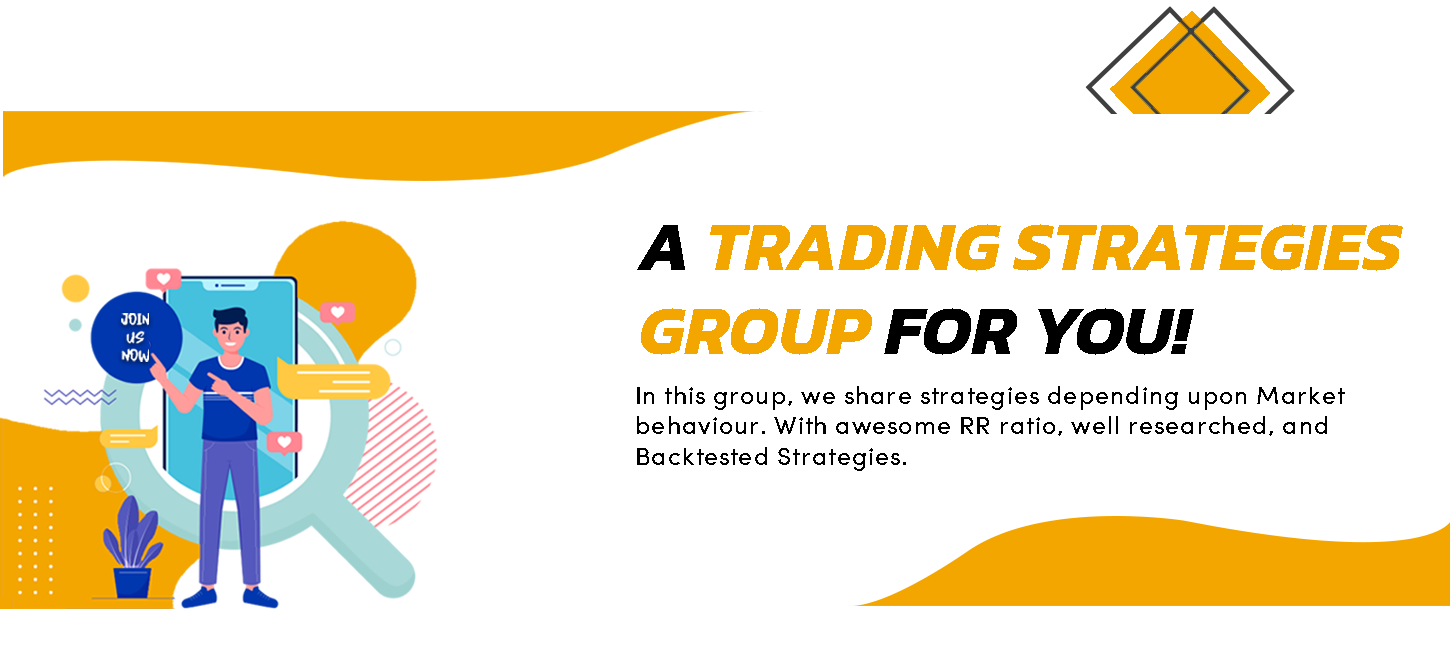 A TRADING STRATEGIES
GROUP FOR YOU!
JOIN
US
NOW
In this group, we share strategies depending upon Market
behaviour. With awesome RR ratio, well researched, and
Backtested Strategies.